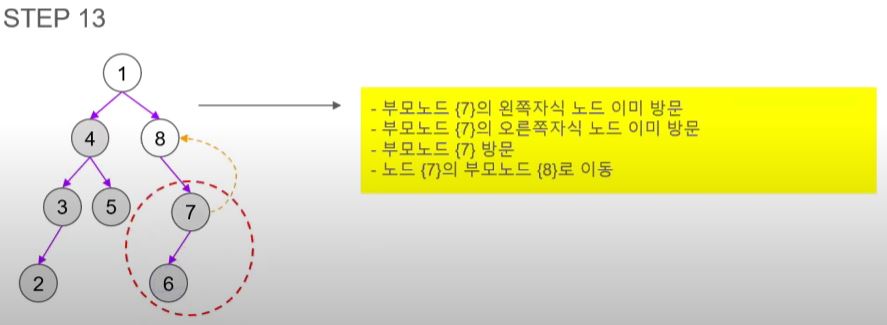 STEP 13
1
4 8
3 5 7
2 6
- 부모노드 {7}의 왼쪽자식 노드 이미 방문
- 부모노드 {7}의 오른쪽자식 노드 이미 방문
- 부모노드 {7} 방문
- 노드 {7}의 부모노드 {8}로 이동